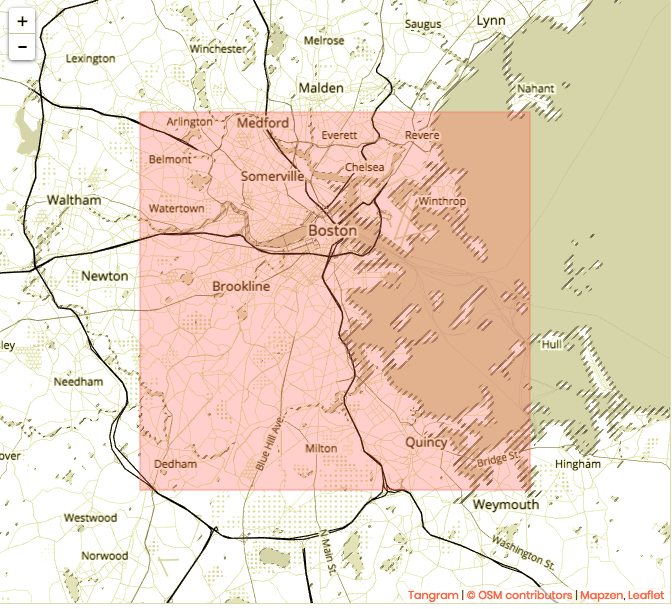 +
−
Saugus
Lynn
Lexington
Winchester
Melrose
Malden
Nahant
Arlington
Medford
Everett
Revere
Belmont
Chelsea
Somerville
Waltham
Watertown
Winthrop
Boston
Newton
Brookline
ley
Hull
Needham
Blue Hill Ave.
Quincy
Milton
over
Dedham
Bridge St.
Hingham
Weymouth
Westwood
Norwood
N Main St.
Washington St.
Tangram | © OSM contributors | Mapzen, Leaflet